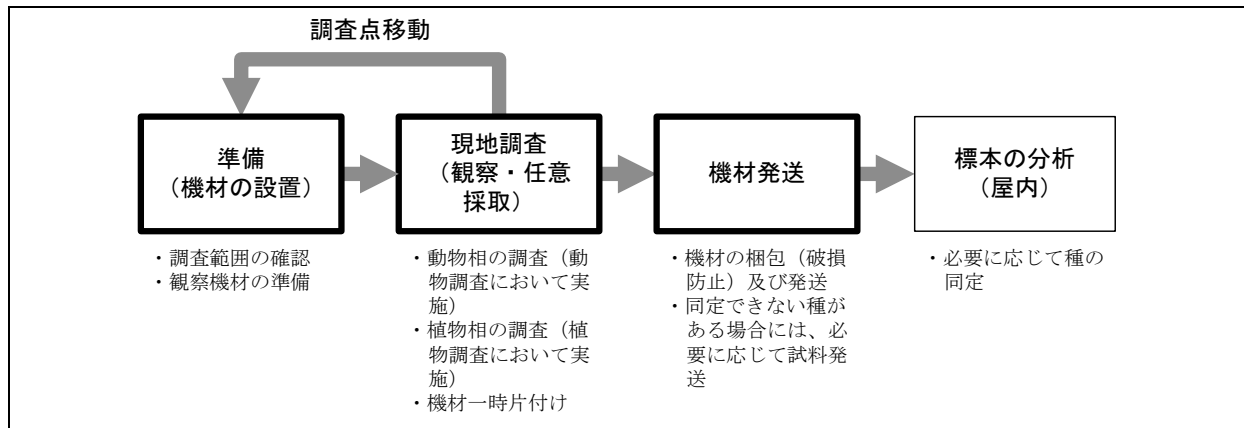 調査点移動
準備
（機材の設置）
・調査範囲の確認
・観察機材の準備
現地調査
（観察・任意
採取）
・動物相の調査（動
物調査において実
施）
・植物相の調査（植
物調査において実
施）
・機材一時片付け
機材発送
・機材の梱包（破損
防止）及び発送
・同定できない種が
ある場合には、必
要に応じて試料発
送
標本の分析
（屋内）
・必要に応じて種の
同定